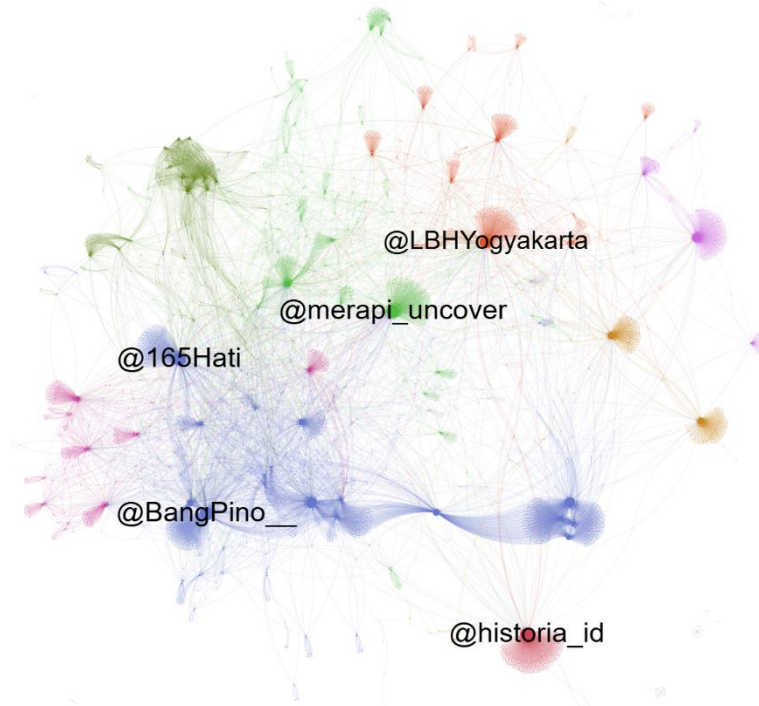 @LBHYogyakarta
@merapi_uncover
@165Hati
@BangPino__
@historia_id